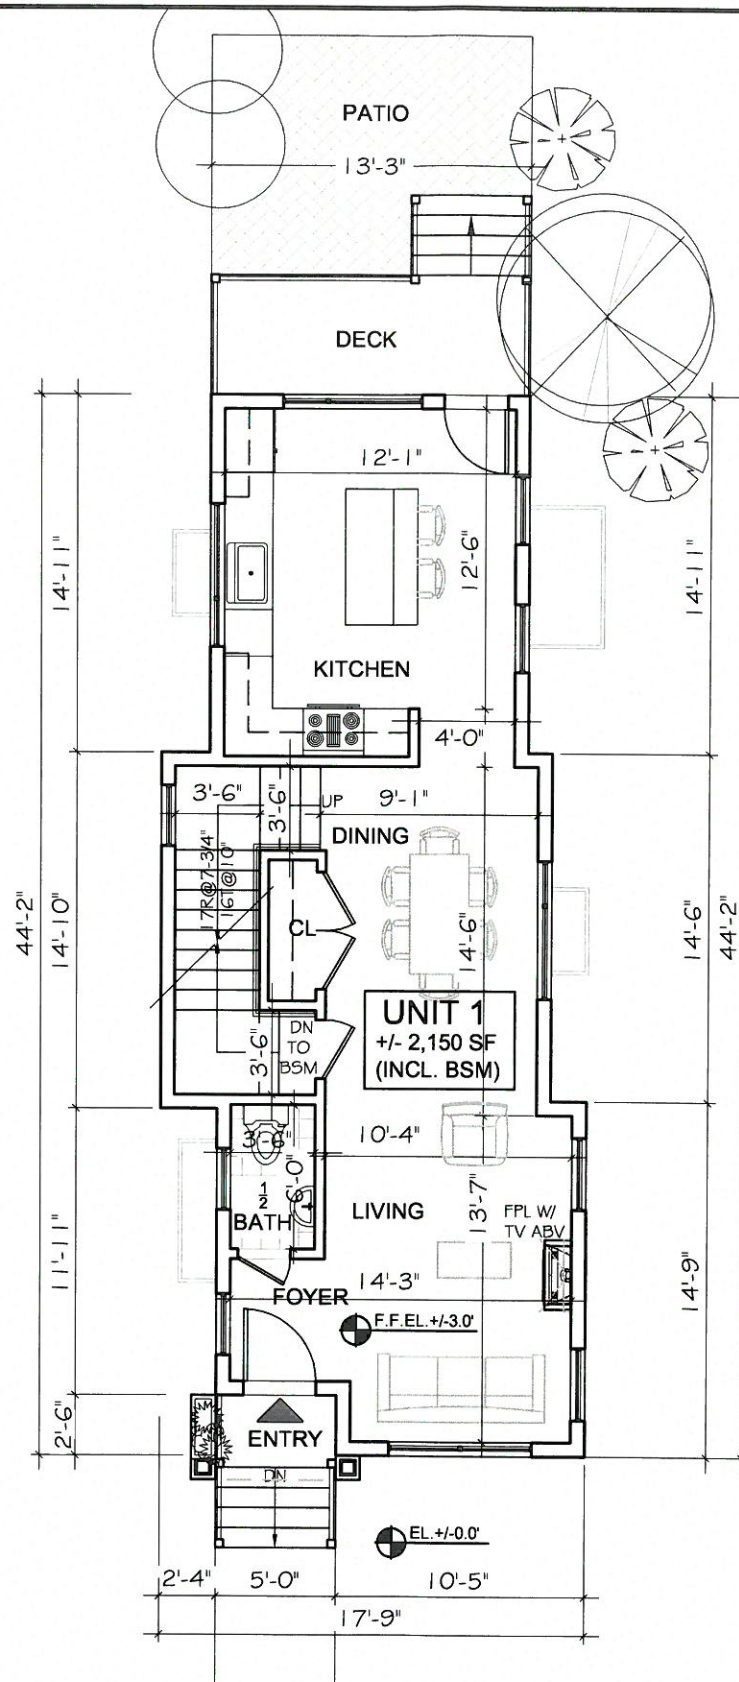 PATIO
13'-3"
DECK
12'-1"
14'-11"
12'-6"
14'-11"
KITCHEN
4'-0"
3'-6"
3'-6"
UP
9'-1"
DINING
17R@7-3/4"
16T@10"
44'-2"
14'-10"
CL
14'-6"
14'-6"
44'-2"
UNIT 1
+/- 2,150 SF
(INCL. BSM)
DN
TO
BSM
3'-6"
3'-6"
10'-4"
6'-0"
1/2
BATH
LIVING
13'-7"
FPL W/
TV ABV
11'-11"
14'-3"
14'-9"
FOYER
F.F.EL.+/-3.0'
2'-6"
ENTRY
DN
EL.+/-0.0'
2'-4"
5'-0"
10'-5"
17'-9"